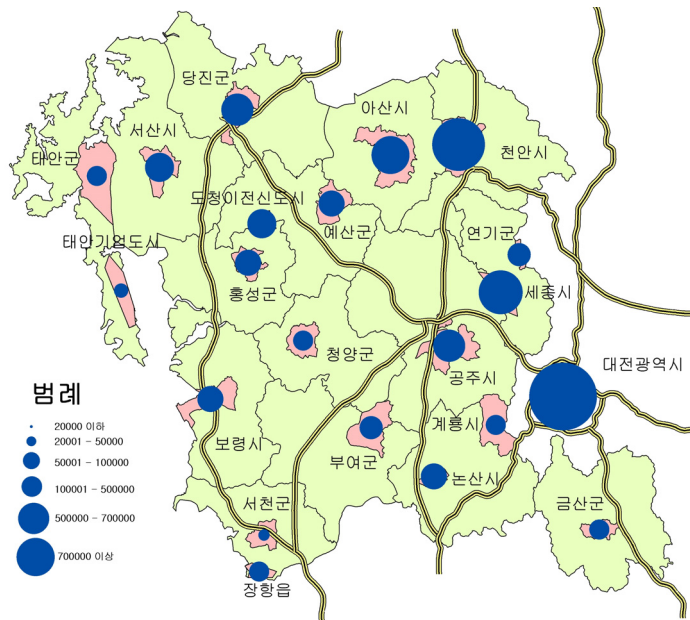 당진군
아산시
서산시
천안시
태안군
도청이전신도시
예산군
연기군
태안기업도시
홍성군
세종시
청양군
대전광역시
공주시
범례
계룡시
20000 이하
20001 - 50000
보령시
50001 - 100000
부여군
논산시
100001 - 500000
서천군
금산군
500000 - 700000
700000 이상
장항읍